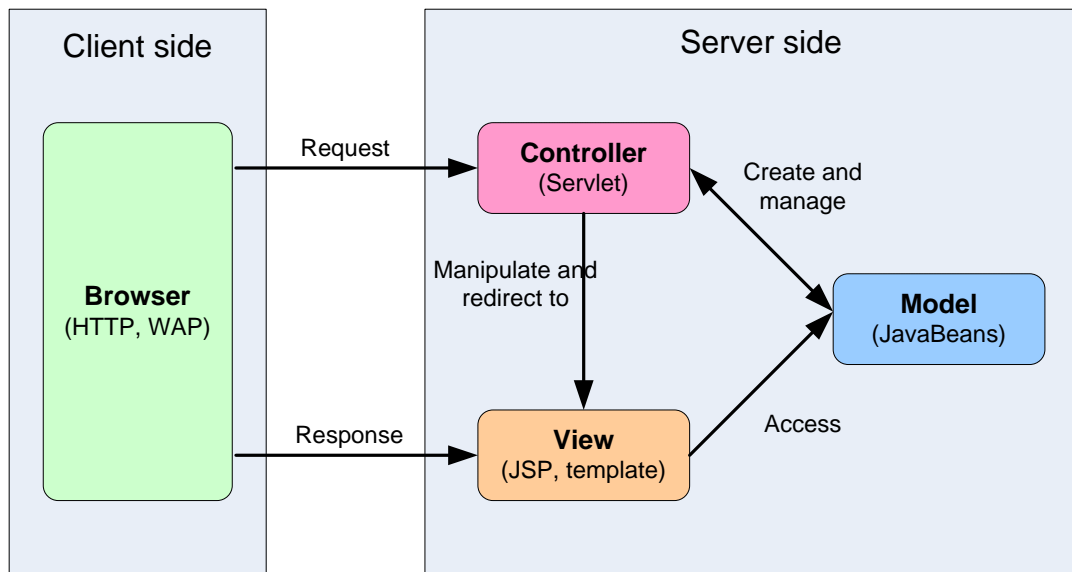 Client side
Server side
Browser
(HTTP, WAP)
Request
Controller
(Servlet)
Create and
manage
Manipulate and
redirect to
Model
(JavaBeans)
Response
View
(JSP, template)
Access